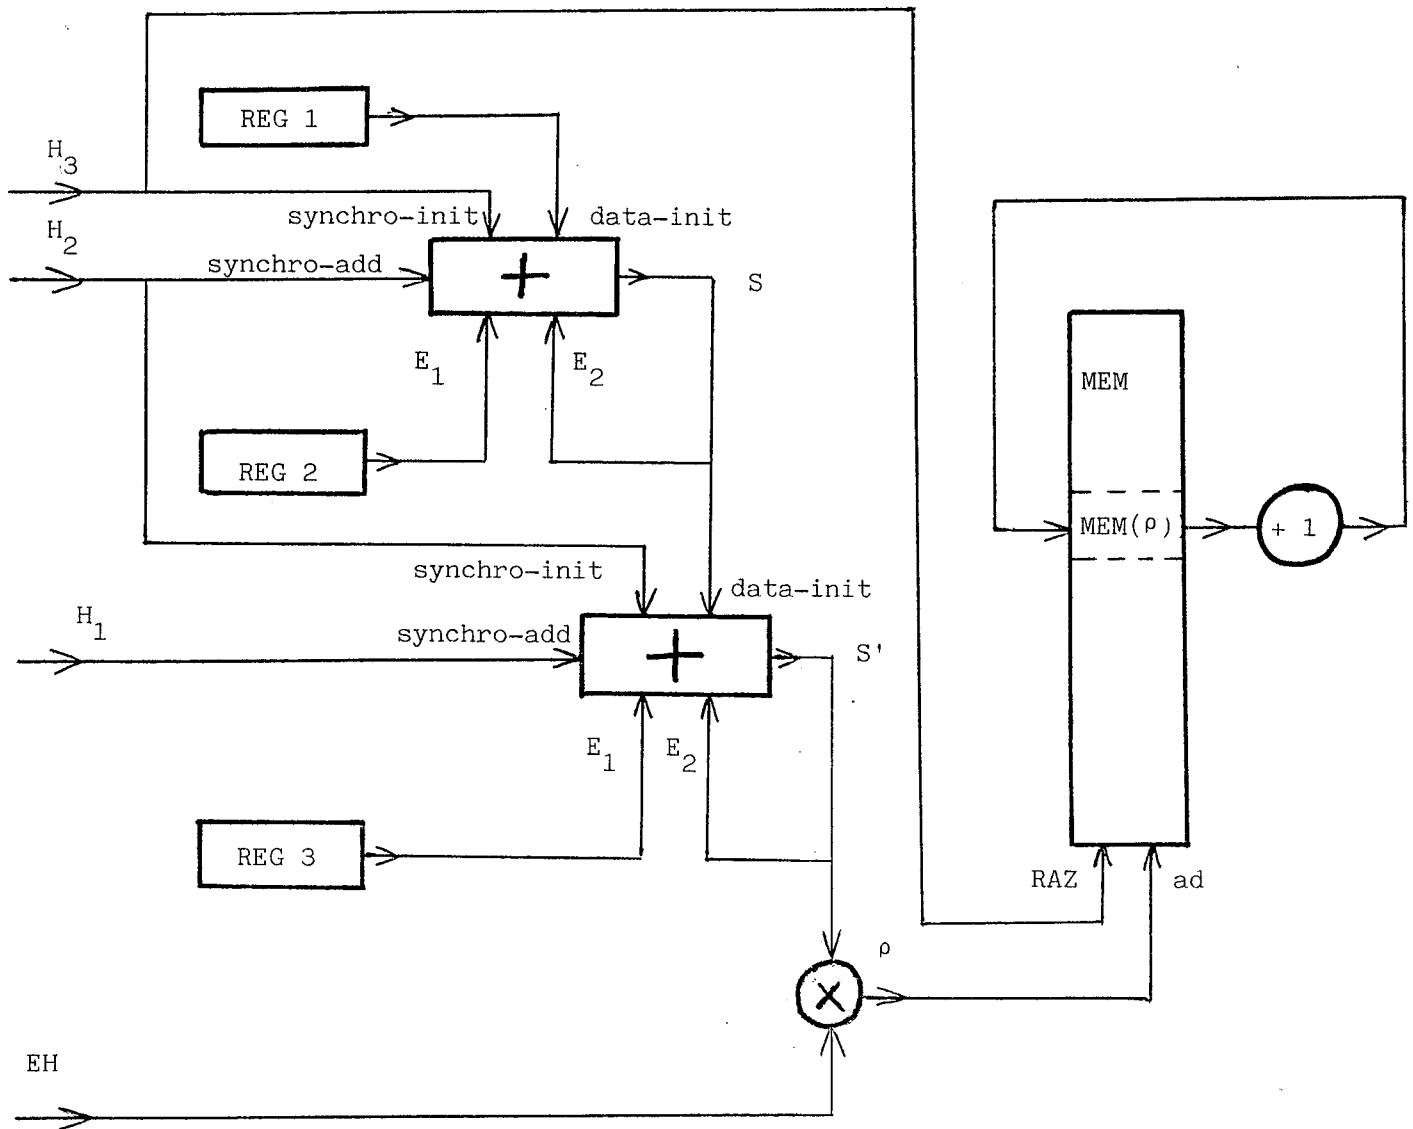 REG 1
H3
synchro-init
data-init
H2
synchro-add
+
S
E1
E2
MEM
REG 2
MEM(ρ)
+ 1
synchro-init
data-init
H1
synchro-add
+
S'
E1
E2
REG 3
RAZ
ad
ρ
×
EH